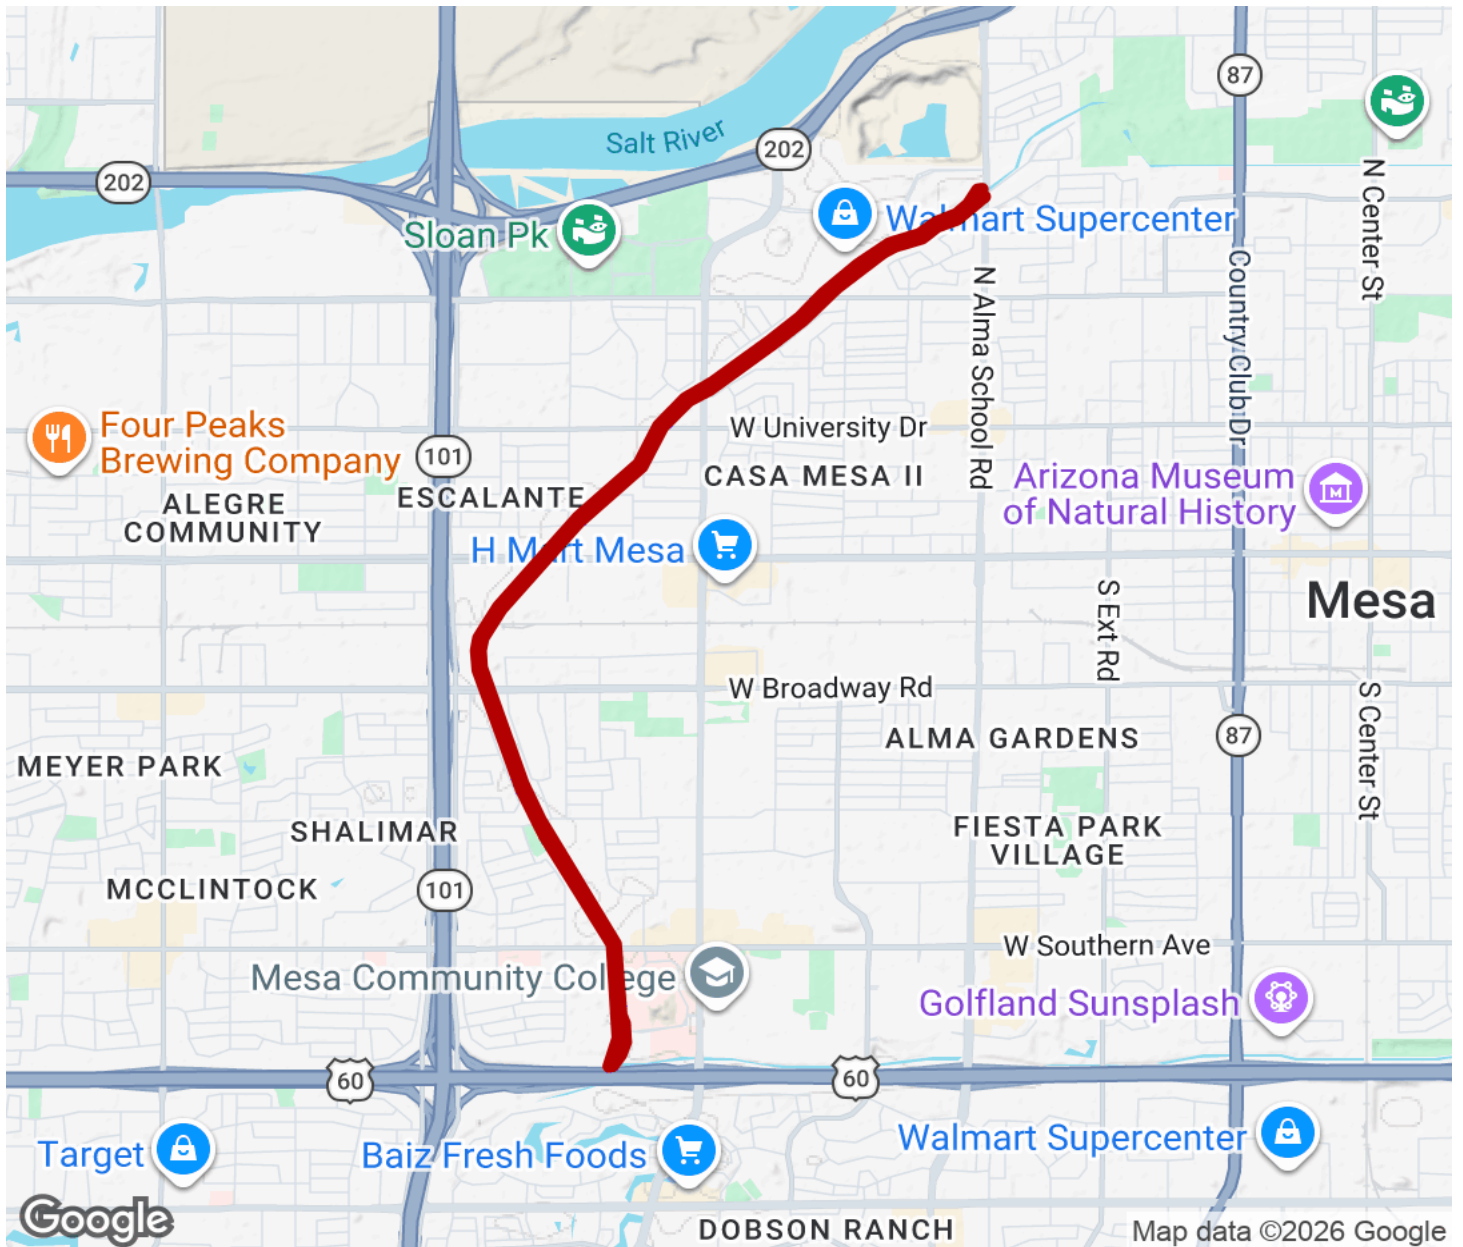 87
Salt River
202
202
N Center St
Walmart Supercenter
Sloan Pk
N Alma School Rd
Country Club Dr
Four Peaks
Brewing Company
W University Dr
101
CASA MESA II
Arizona Museum
of Natural History
ESCALANTE
ALEGRE
COMMUNITY
H Mart Mesa
S Ext Rd
Mesa
W Broadway Rd
S Center St
87
ALMA GARDENS
MEYER PARK
SHALIMAR
FIESTA PARK
VILLAGE
MCCLINTOCK
101
W Southern Ave
Mesa Community College
Golfland Sunsplash
60
60
Target
Baiz Fresh Foods
Walmart Supercenter
Google
DOBSON RANCH
Map data ©2026 Google